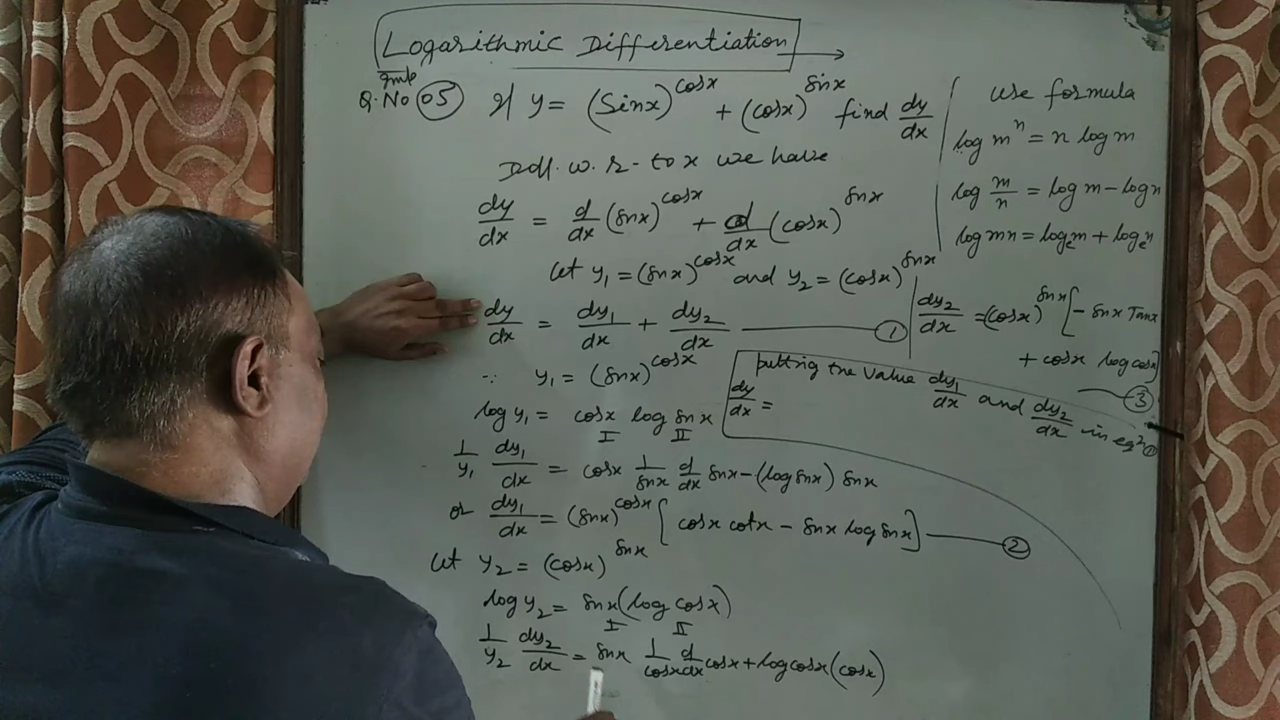 Logarithmic Differentiation →
Imp
Q. No 05 If y = (Sinx)^cosx + (cosx)^sinx find dy/dx
Diff. w. r. to x we have
dy/dx = d/dx (sinx)^cosx + d/dx (cosx)^sinx
Let y₁ = (sinx)^cosx and y₂ = (cosx)^sinx
dy/dx = dy₁/dx + dy₂/dx —— ①
∵ y₁ = (sinx)^cosx
log y₁ = cosx log sinx
I II
1/y₁ dy₁/dx = cosx 1/sinx d/dx sinx - (log sinx) sinx
or dy₁/dx = (sinx)^cosx [cosx cotx - sinx log sinx] —— ②
Let y₂ = (cosx)^sinx
log y₂ = sinx (log cosx)
I II
1/y₂ dy₂/dx = sinx 1/cosx d/dx cosx + log cosx (cosx)
use formula
log mⁿ = n log m
log m/n = log m - log n
log mn = logₑm + logₑn
dy₂/dx = (cosx)^sinx [- sinx Tanx
+ cosx log cosx]
—— ③
putting the value dy₁/dx and dy₂/dx in eqⁿ ①
dy/dx =